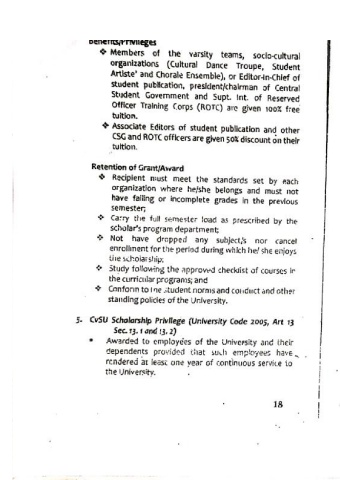 Benefits/Privileges
❖ Members of the varsity teams, socio-cultural
organizations (Cultural Dance Troupe, Student
Artiste' and Chorale Ensemble), or Editor-in-Chief of
student publication, president/chairman of Central
Student Government and Supt. Int. of Reserved
Officer Training Corps (ROTC) are given 100% free
tuition.
❖ Associate Editors of student publication and other
CSG and ROTC officers are given 50% discount on their
tuition.
Retention of Grant/Award
❖ Recipient must meet the standards set by each
organization where he/she belongs and must not
have failing or incomplete grades in the previous
semester;
❖ Carry the full semester load as prescribed by the
scholar's program department;
❖ Not have dropped any subject/s nor cancel
enrollment for the period during which he/ she enjoys
the scholarship;
❖ Study following the approved checklist of courses in
the curricular programs; and
❖ Conform to the student norms and conduct and other
standing policies of the University.
5. CvSU Scholarship Privilege (University Code 2005, Art 13
Sec. 13. 1 and 13. 2)
* Awarded to employees of the University and their
dependents provided that such employees have
rendered at least one year of continuous service to
the University.
18